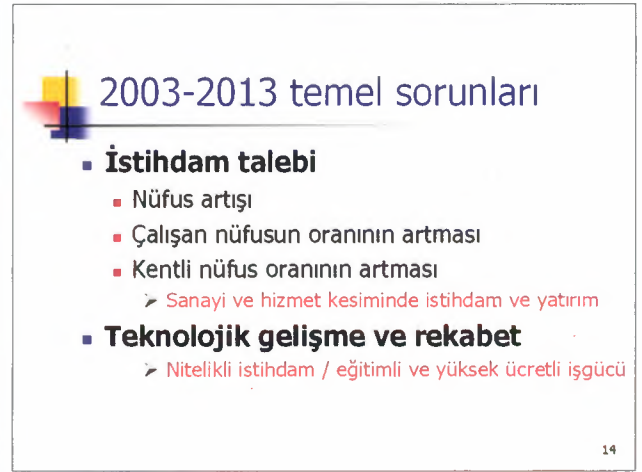 2003-2013 temel sorunları
İstihdam talebi
Nüfus artışı
Çalışan nüfusun oranının artması
Kentli nüfus oranının artması
Sanayi ve hizmet kesiminde istihdam ve yatırım
Teknolojik gelişme ve rekabet
Nitelikli istihdam / eğitimli ve yüksek ücretli işgücü
14